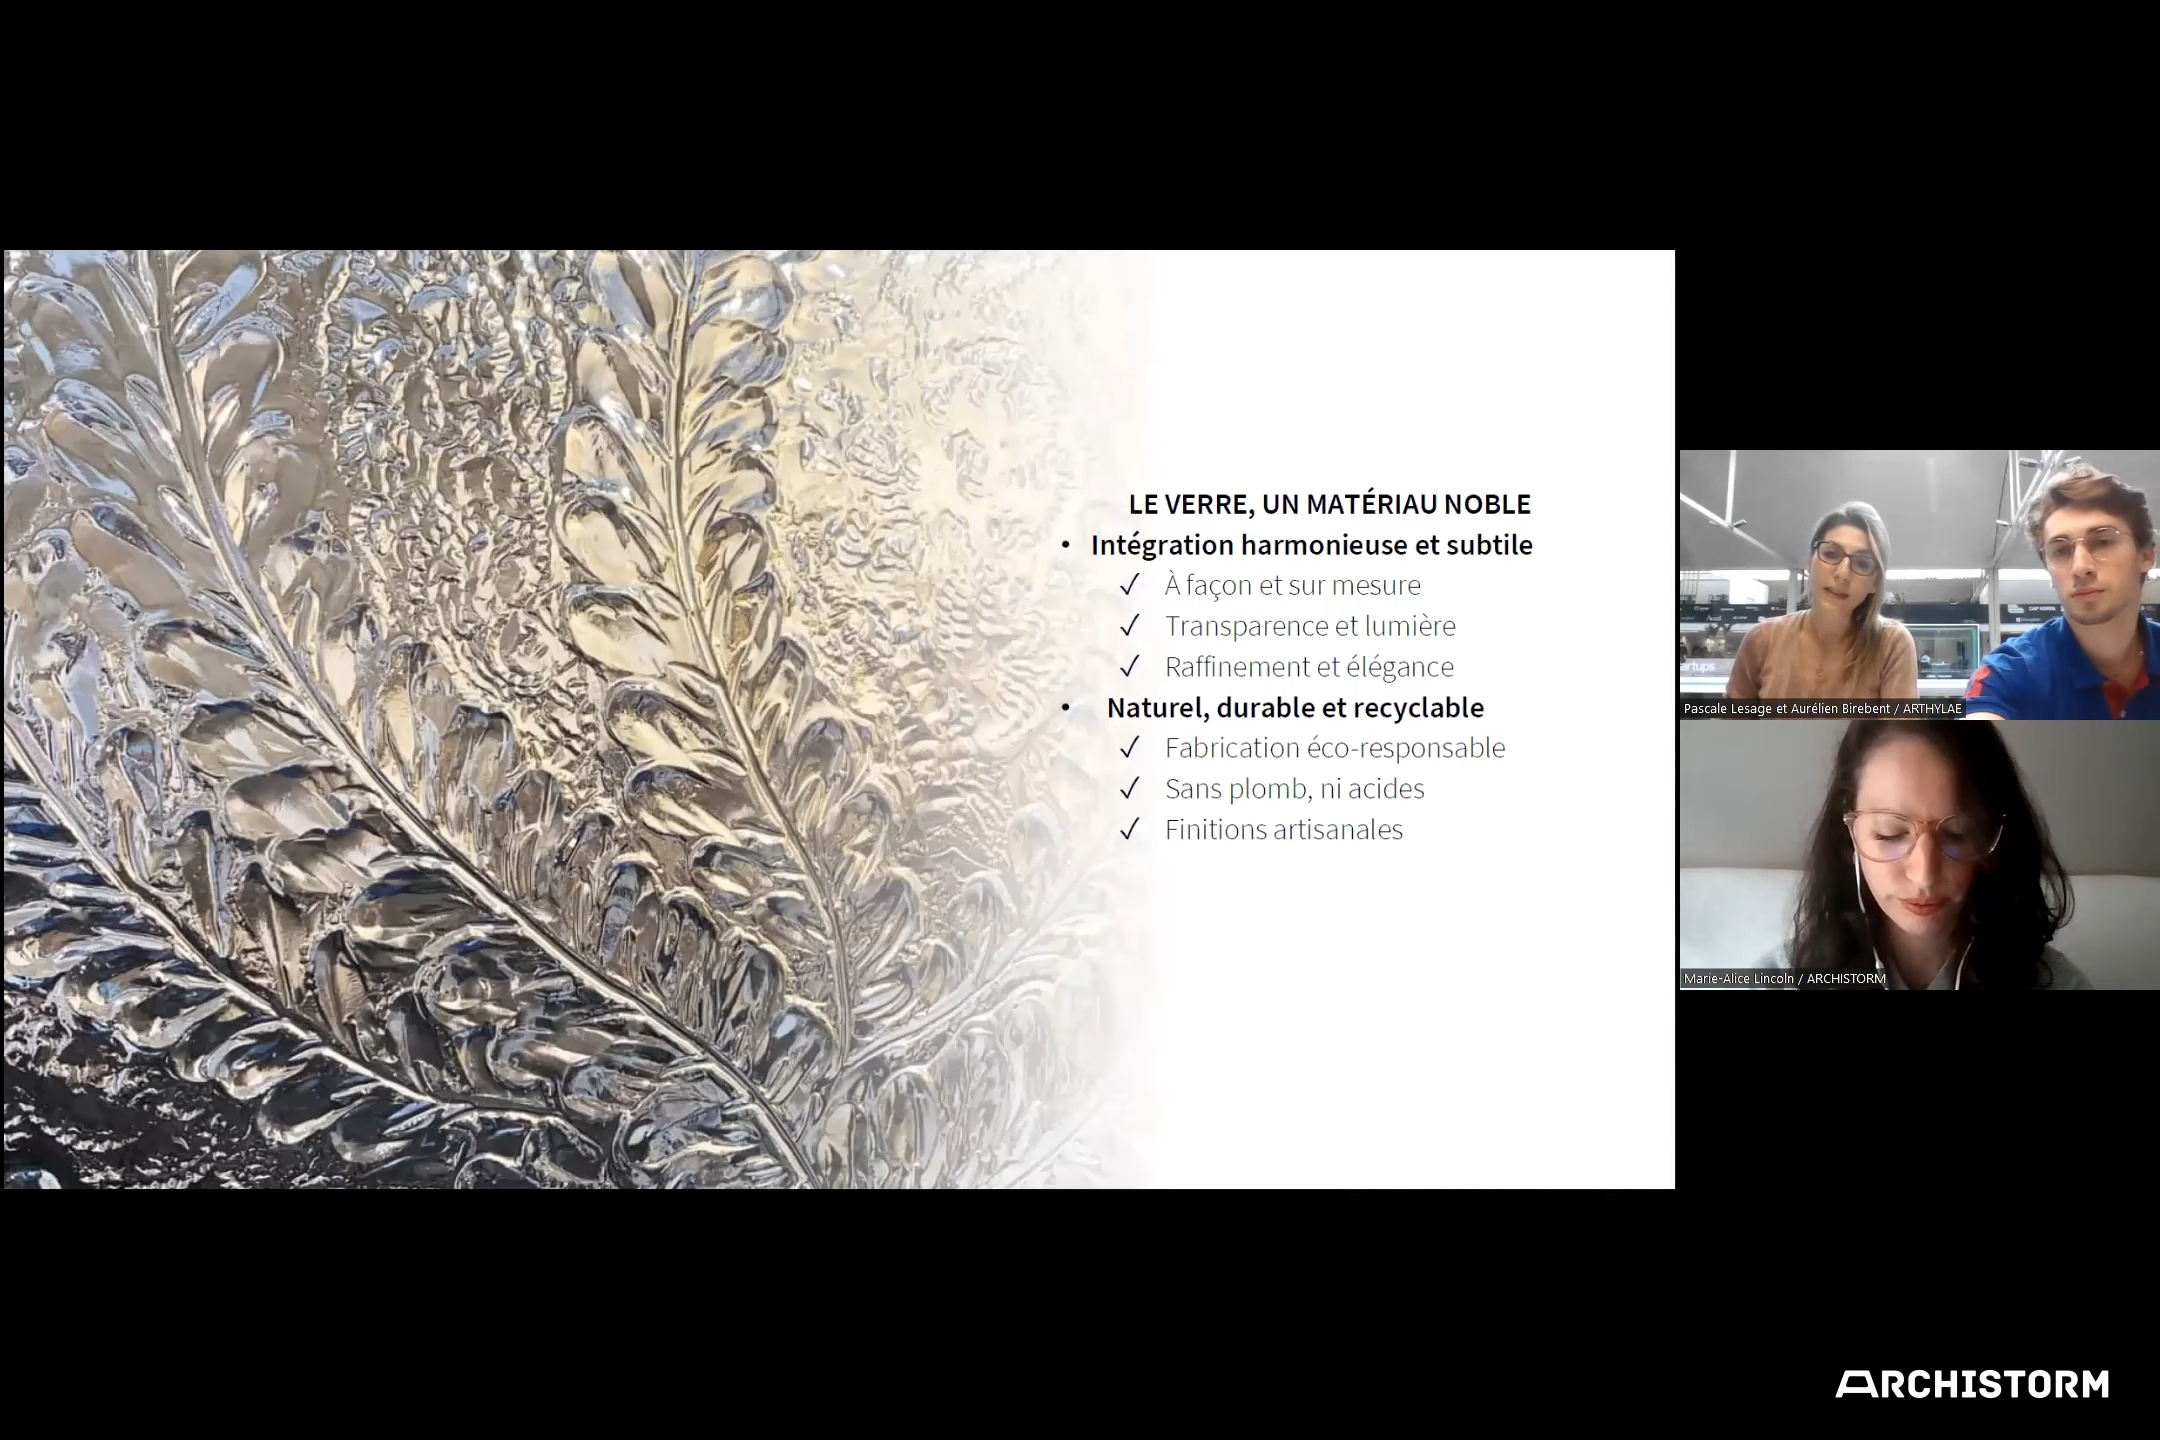 LE VERRE, UN MATÉRIAU NOBLE
• Intégration harmonieuse et subtile
✓ À façon et sur mesure
✓ Transparence et lumière
✓ Raffinement et élégance
• Naturel, durable et recyclable
✓ Fabrication éco-responsable
✓ Sans plomb, ni acides
✓ Finitions artisanales
artups
Pascale Lesage et Aurélien Birebent / ARTHYLAE
Marie-Alice Lincoln / ARCHISTORM
ARCHISTORM